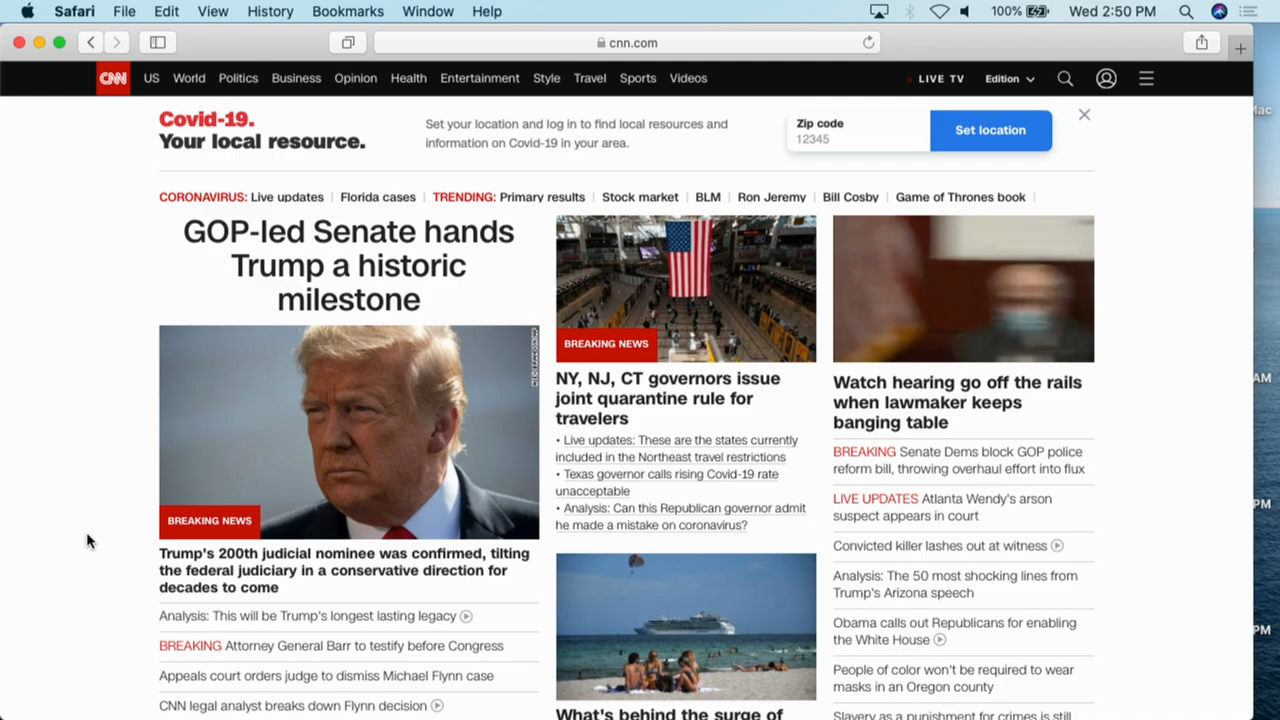 Safari File Edit View History Bookmarks Window Help 100% Wed 2:50 PM
cnn.com
CNN US World Politics Business Opinion Health Entertainment Style Travel Sports Videos LIVE TV Edition
Covid-19.
Your local resource.
Set your location and log in to find local resources and
information on Covid-19 in your area.
Zip code
12345
Set location
CORONAVIRUS: Live updates Florida cases TRENDING: Primary results Stock market BLM Ron Jeremy Bill Cosby Game of Thrones book
GOP-led Senate hands
Trump a historic
milestone
BREAKING NEWS
Trump's 200th judicial nominee was confirmed, tilting
the federal judiciary in a conservative direction for
decades to come
Analysis: This will be Trump's longest lasting legacy
BREAKING Attorney General Barr to testify before Congress
Appeals court orders judge to dismiss Michael Flynn case
CNN legal analyst breaks down Flynn decision
BREAKING NEWS
NY, NJ, CT governors issue
joint quarantine rule for
travelers
• Live updates: These are the states currently
included in the Northeast travel restrictions
• Texas governor calls rising Covid-19 rate
unacceptable
• Analysis: Can this Republican governor admit
he made a mistake on coronavirus?
What's behind the surge of
Watch hearing go off the rails
when lawmaker keeps
banging table
BREAKING Senate Dems block GOP police
reform bill, throwing overhaul effort into flux
LIVE UPDATES Atlanta Wendy's arson
suspect appears in court
Convicted killer lashes out at witness
Analysis: The 50 most shocking lines from
Trump's Arizona speech
Obama calls out Republicans for enabling
the White House
People of color won't be required to wear
masks in an Oregon county
Slavery as a punishment for crimes is still
AM
PM
PM